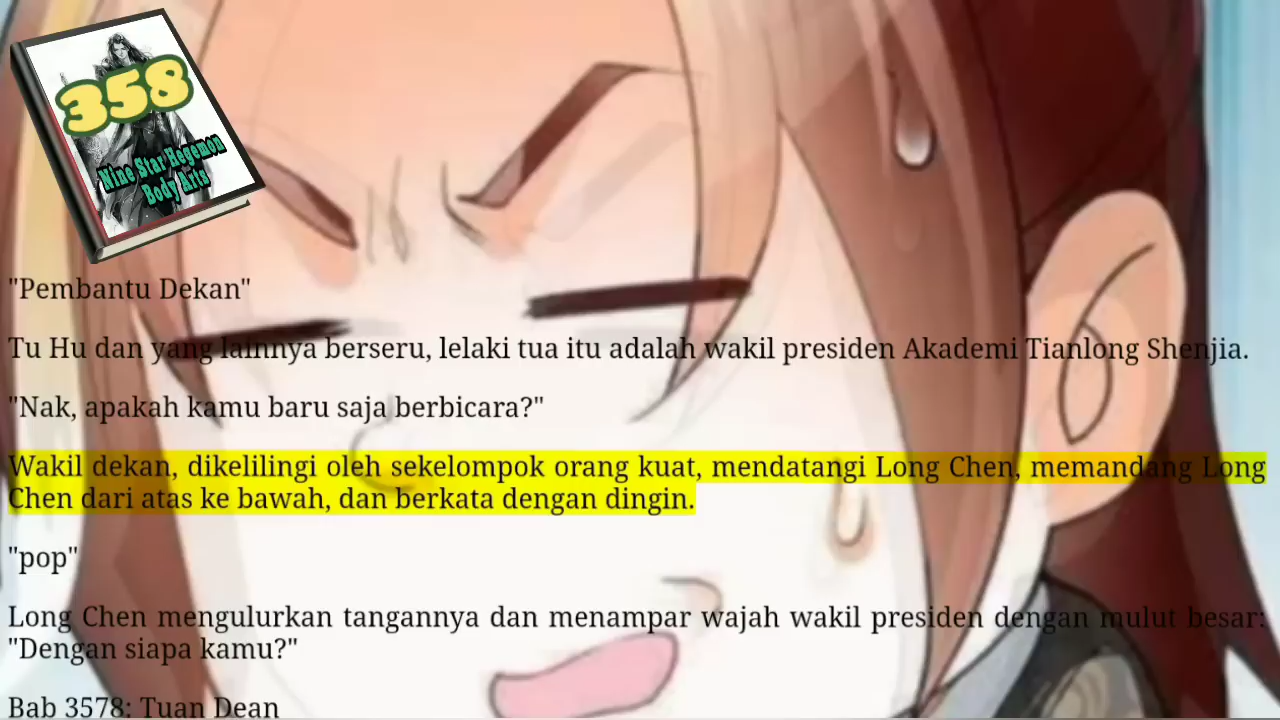 358
Nine Star Hegemon
Body Arts
"Pembantu Dekan"
Tu Hu dan yang lainnya berseru, lelaki tua itu adalah wakil presiden Akademi Tianlong Shenjia.
"Nak, apakah kamu baru saja berbicara?"
Wakil dekan, dikelilingi oleh sekelompok orang kuat, mendatangi Long Chen, memandang Long
Chen dari atas ke bawah, dan berkata dengan dingin.
"pop"
Long Chen mengulurkan tangannya dan menampar wajah wakil presiden dengan mulut besar:
"Dengan siapa kamu?"
Bab 3578: Tuan Dean